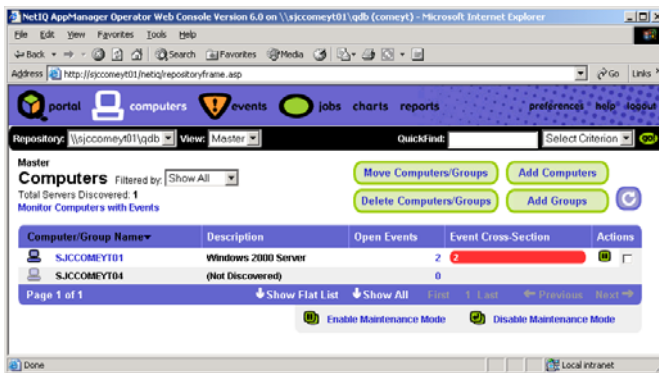 NetIQ AppManager Operator Web Console Version 6.0 on \\sjccomeyt01\qdb (comeyt) - Microsoft Internet Explorer
File Edit View Favorites Tools Help
Back Search Favorites Media
Address http://sjccomeyt01/netiq/repositoryframe.asp Go Links
portal computers events jobs charts reports preferences help logout
Repository: \\sjccomeyt01\qdb View: Master QuickFind: Select Criterion go!
Master
Computers Filtered by: Show All
Total Servers Discovered: 1
Monitor Computers with Events
Move Computers/Groups Add Computers
Delete Computers/Groups Add Groups
Computer/Group Name Description Open Events Event Cross-Section Actions
SJCCOMEYT01 Windows 2000 Server 2 2
SJCCOMEYT04 (Not Discovered) 0
Page 1 of 1 Show Flat List Show All First 1 Last Previous Next
Enable Maintenance Mode Disable Maintenance Mode
Done Local intranet